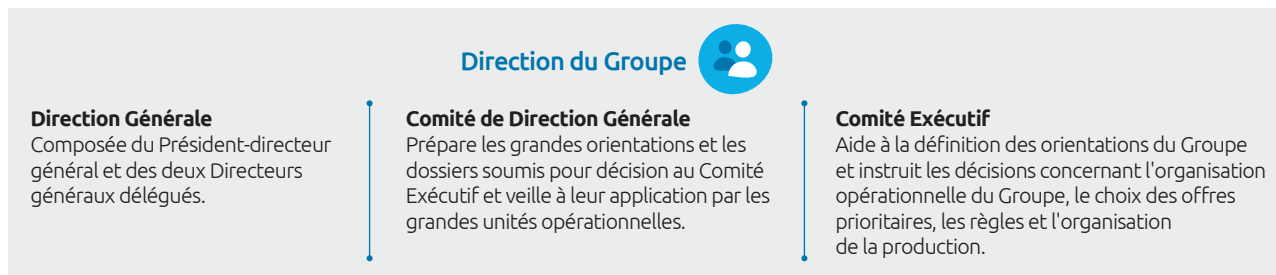 Direction du Groupe
Direction Générale
Composée du Président-directeur
général et des deux Directeurs
généraux délégués.
Comité de Direction Générale
Prépare les grandes orientations et les
dossiers soumis pour décision au Comité
Exécutif et veille à leur application par les
grandes unités opérationnelles.
Comité Exécutif
Aide à la définition des orientations du Groupe
et instruit les décisions concernant l'organisation
opérationnelle du Groupe, le choix des offres
prioritaires, les règles et l'organisation
de la production.